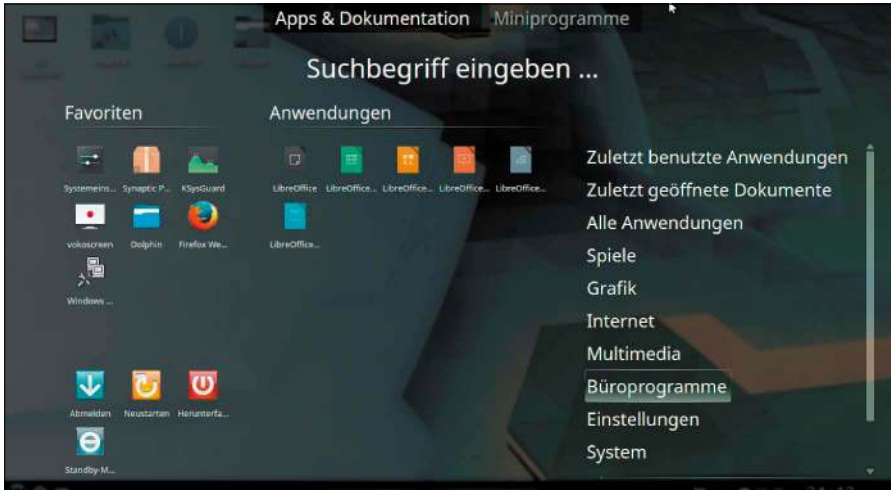 Apps & Dokumentation Miniprogramme
Suchbegriff eingeben ...
Favoriten
Systemeins... Synaptic P... KSysGuard
vokoscreen Dolphin Firefox We...
Windows ...
Abmelden Neustarten Herunterfa...
Standby-M...
Anwendungen
LibreOffice LibreOffice... LibreOffice... LibreOffice... LibreOffice...
LibreOffice...
Zuletzt benutzte Anwendungen
Zuletzt geöffnete Dokumente
Alle Anwendungen
Spiele
Grafik
Internet
Multimedia
Büroprogramme
Einstellungen
System